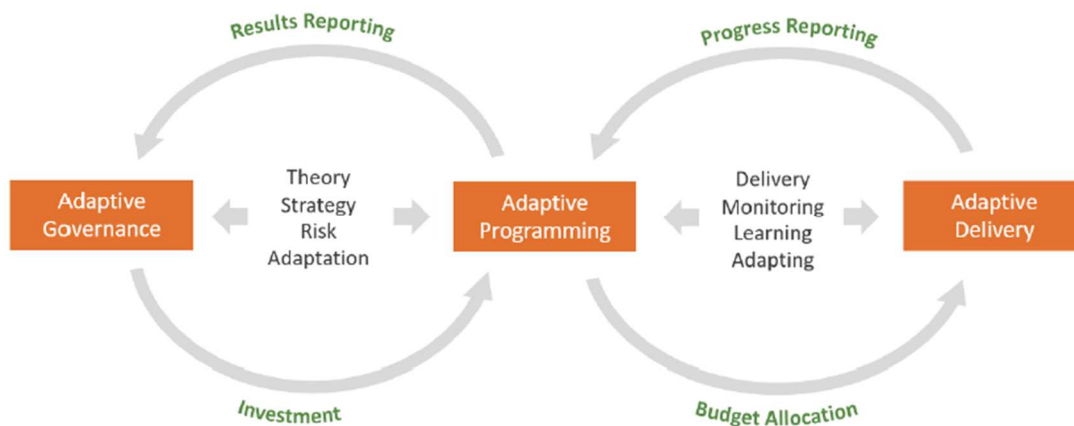 Results Reporting
Progress Reporting
Adaptive
Governance
Theory
Strategy
Risk
Adaptation
Adaptive
Programming
Delivery
Monitoring
Learning
Adapting
Adaptive
Delivery
Investment
Budget Allocation